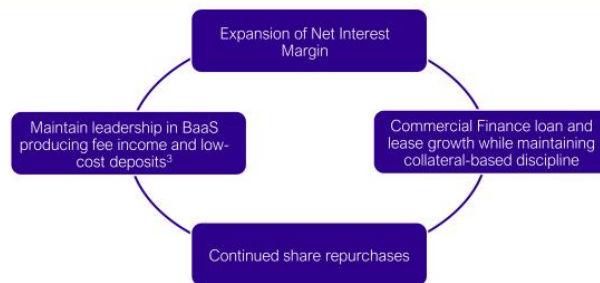 Expansion of Net Interest
Margin
Maintain leadership in BaaS
producing fee income and low-
cost deposits³
Commercial Finance loan and
lease growth while maintaining
collateral-based discipline
Continued share repurchases